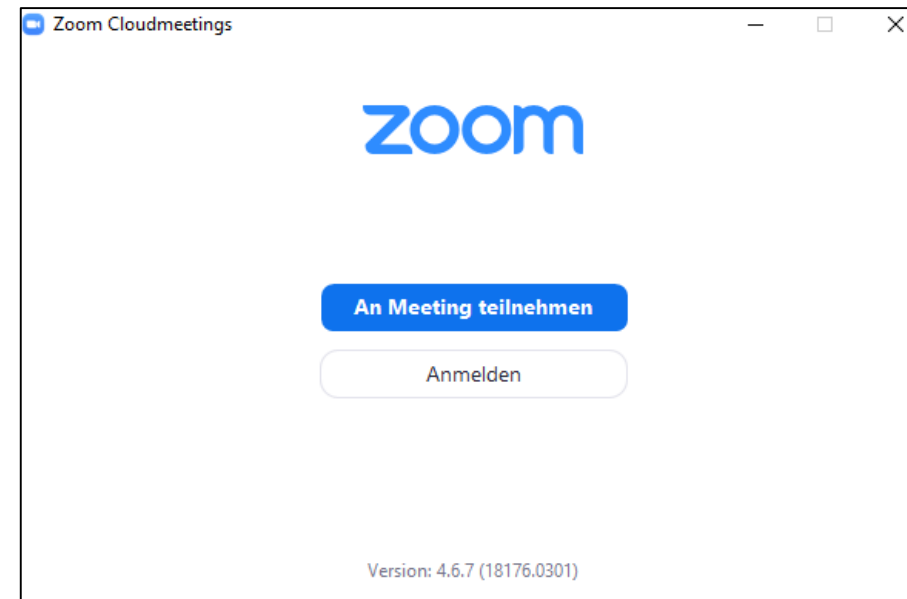 Zoom Cloudmeetings
zoom
An Meeting teilnehmen
Anmelden
Version: 4.6.7 (18176.0301)